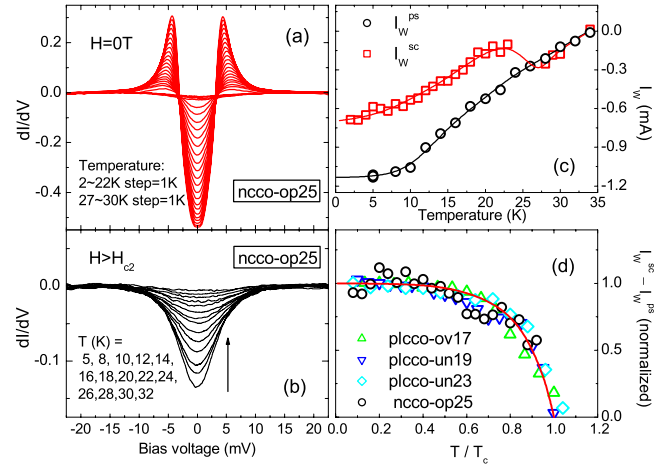 H=0T
(a)
dI/dV
0.2
0.0
-0.2
-0.4
Temperature:
2~22K step=1K
27~30K step=1K
ncco-op25
H>Hc2
ncco-op25
(b)
dI/dV
0.0
-0.1
T (K) =
5, 8, 10,12,14,
16,18,20,22,24,
26,28,30,32
-20 -10 0 10 20
Bias voltage (mV)
I_W^ps
I_W^sc
(c)
0.0
-0.3
-0.6
-0.9
-1.2
I_W (mA)
0 5 10 15 20 25 30 35
Temperature (K)
(d)
plcco-ov17
plcco-un19
plcco-un23
ncco-op25
1.0
0.5
0.0
I_W^sc − I_W^ps (normalized)
0.0 0.2 0.4 0.6 0.8 1.0 1.2
T / Tc